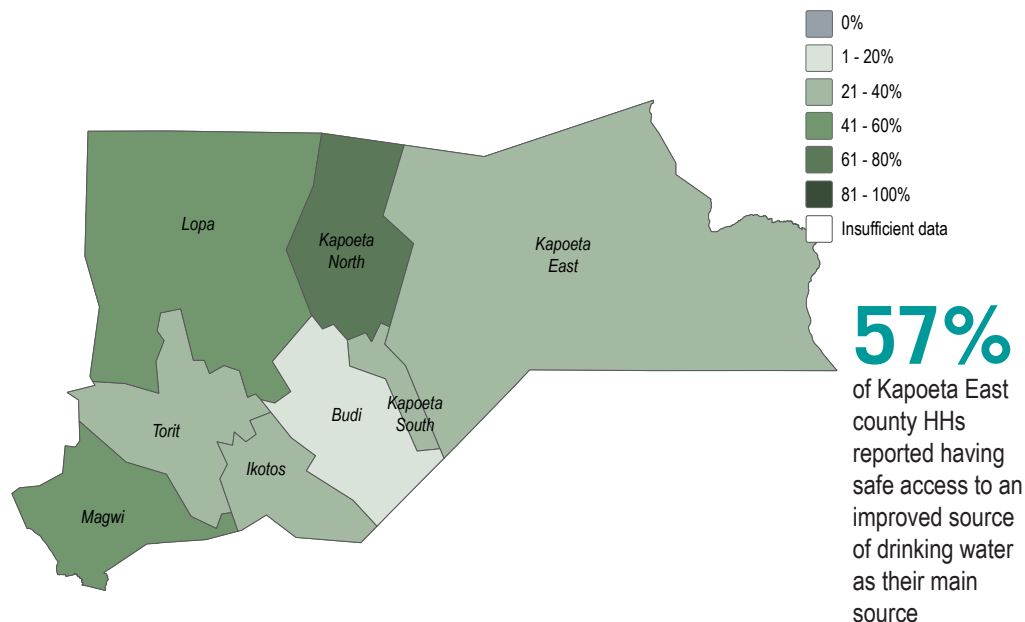 0%
1 - 20%
21 - 40%
41 - 60%
61 - 80%
81 - 100%
Insufficient data
Lopa
Kapoeta
North
Kapoeta
East
Torit
Budi
Kapoeta
South
Ikotos
Magwi
57%
of Kapoeta East
county HHs
reported having
safe access to an
improved source
of drinking water
as their main
source